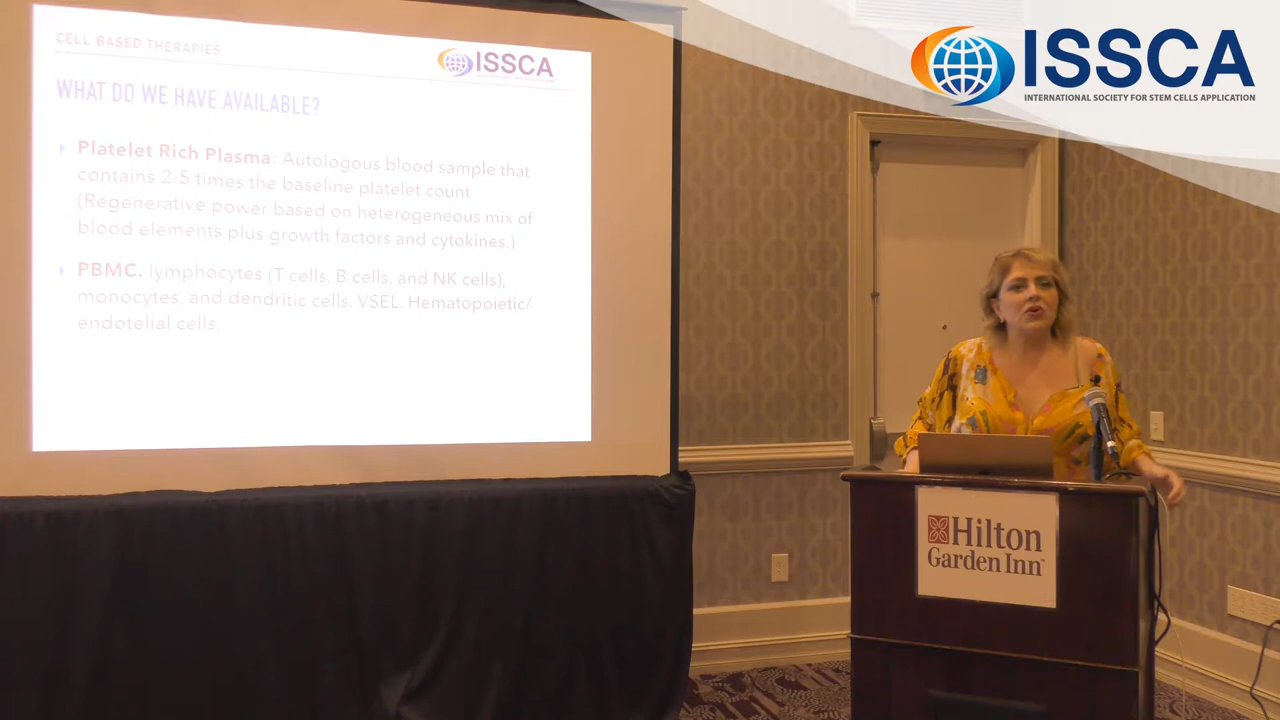 CELL BASED THERAPIES
ISSCA
WHAT DO WE HAVE AVAILABLE?
Platelet Rich Plasma: Autologous blood sample that
contains 2-5 times the baseline platelet count
(Regenerative power based on heterogeneous mix of
blood elements plus growth factors and cytokines.)
PBMC. lymphocytes (T cells, B cells, and NK cells),
monocytes, and dendritic cells. VSEL. Hematopoietic/
endotelial cells.
ISSCA
INTERNATIONAL SOCIETY FOR STEM CELLS APPLICATION
Hilton
Garden Inn™